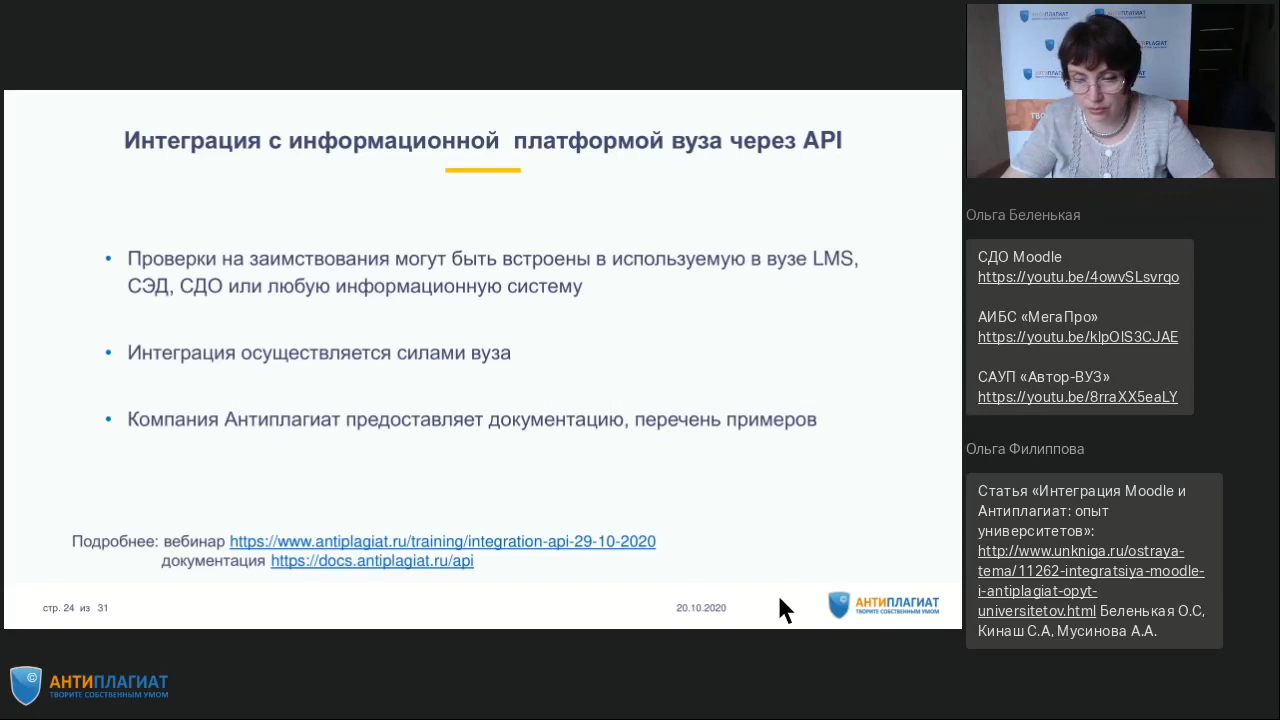 Интеграция с информационной платформой вуза через API
• Проверки на заимствования могут быть встроены в используемую в вузе LMS,
СЭД, СДО или любую информационную систему
• Интеграция осуществляется силами вуза
• Компания Антиплагиат предоставляет документацию, перечень примеров
Подробнее: вебинар https://www.antiplagiat.ru/training/integration-api-29-10-2020
документация https://docs.antiplagiat.ru/api
стр. 24 из 31
20.10.2020
АНТИПЛАГИАТ
ТВОРИТЕ СОБСТВЕННЫМ УМОМ
АНТИПЛАГИАТ
ТВОРИТЕ СОБСТВЕННЫМ УМОМ
Ольга Беленькая
СДО Moodle
https://youtu.be/4owvSLsvrqo
АИБС «МегаПро»
https://youtu.be/klpOIS3CJAE
САУП «Автор-ВУЗ»
https://youtu.be/8rraXX5eaLY
Ольга Филиппова
Статья «Интеграция Moodle и
Антиплагиат: опыт
университетов»:
http://www.unkniga.ru/ostraya-
tema/11262-integratsiya-moodle-
i-antiplagiat-opyt-
universitetov.html Беленькая О.С,
Кинаш С.А, Мусинова А.А.